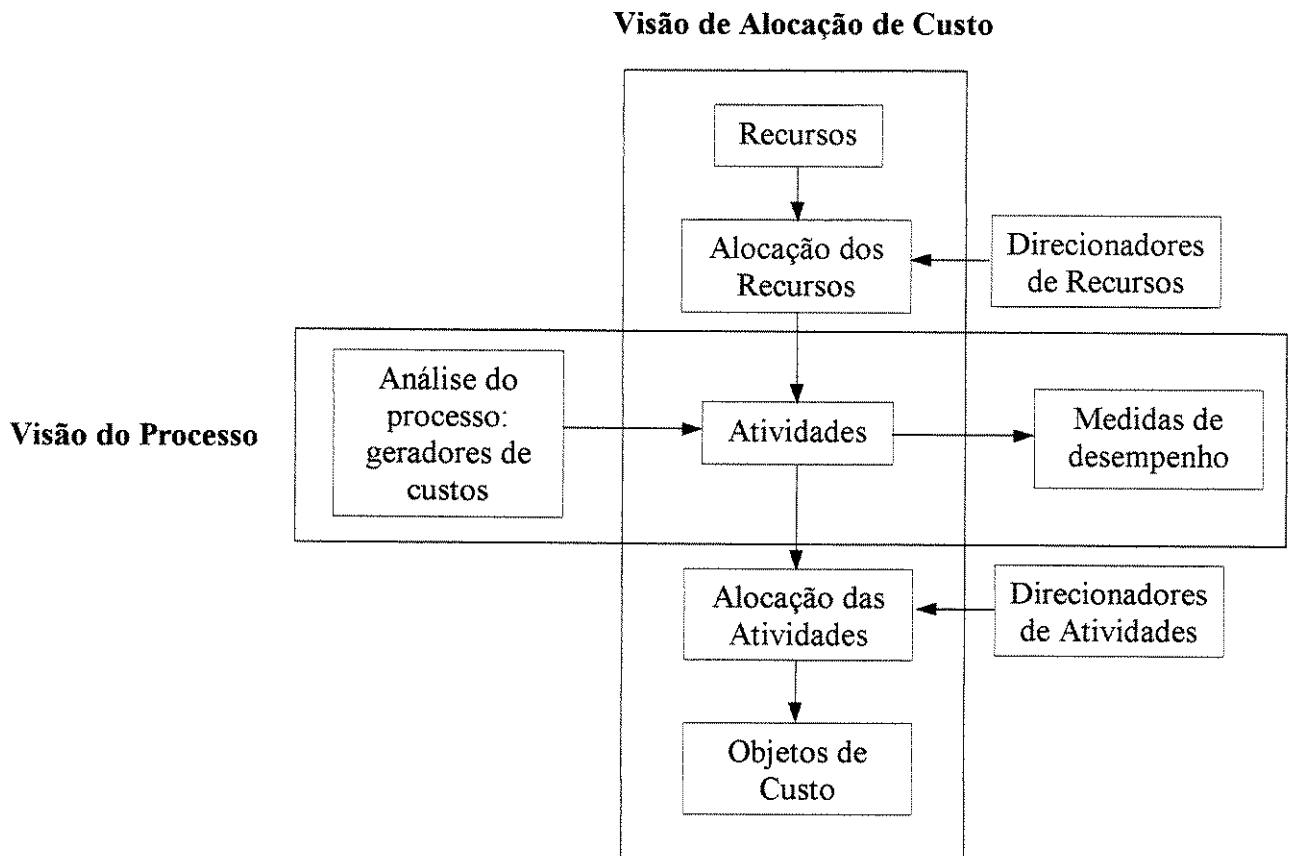 Visão de Alocação de Custo
Recursos
Alocação dos
Recursos
Direcionadores
de Recursos
Visão do Processo
Análise do
processo:
geradores de
custos
Atividades
Medidas de
desempenho
Alocação das
Atividades
Direcionadores
de Atividades
Objetos de
Custo